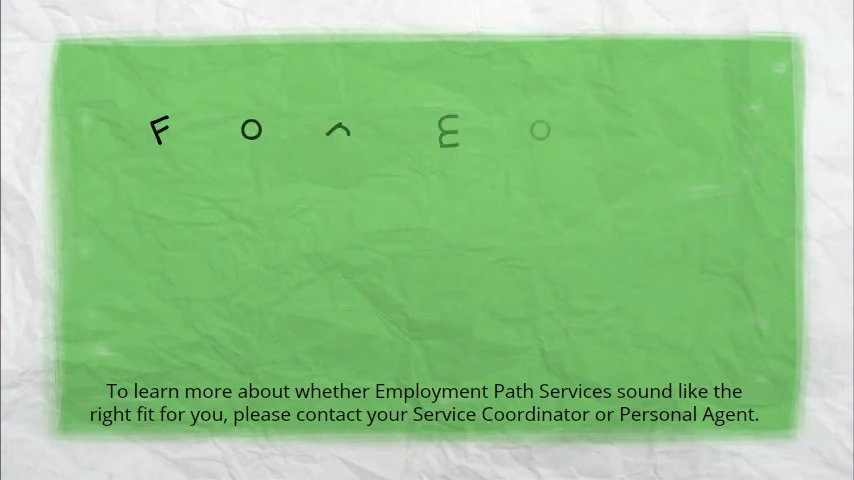 F o r m o
To learn more about whether Employment Path Services sound like the
right fit for you, please contact your Service Coordinator or Personal Agent.